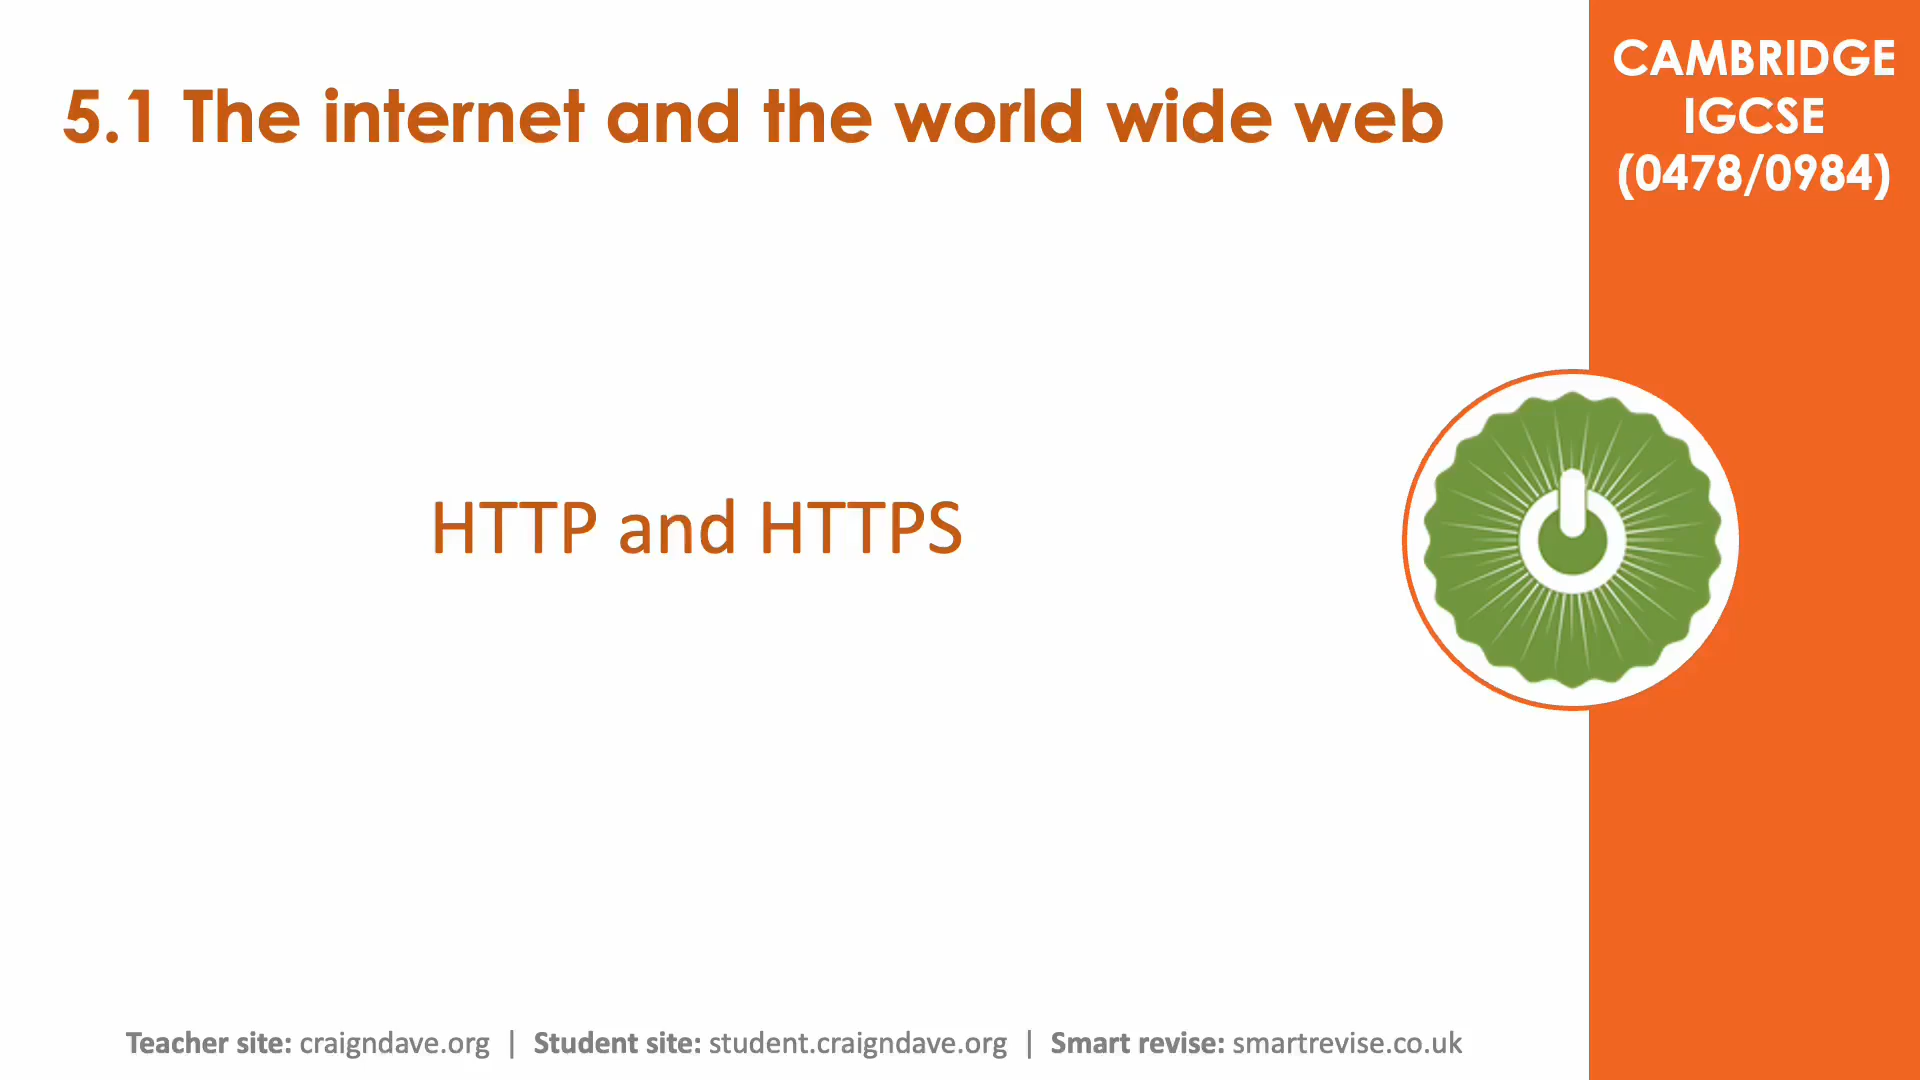 5.1 The internet and the world wide web
CAMBRIDGE
IGCSE
(0478/0984)
HTTP and HTTPS
Teacher site: craigndave.org | Student site: student.craigndave.org | Smart revise: smartrevise.co.uk